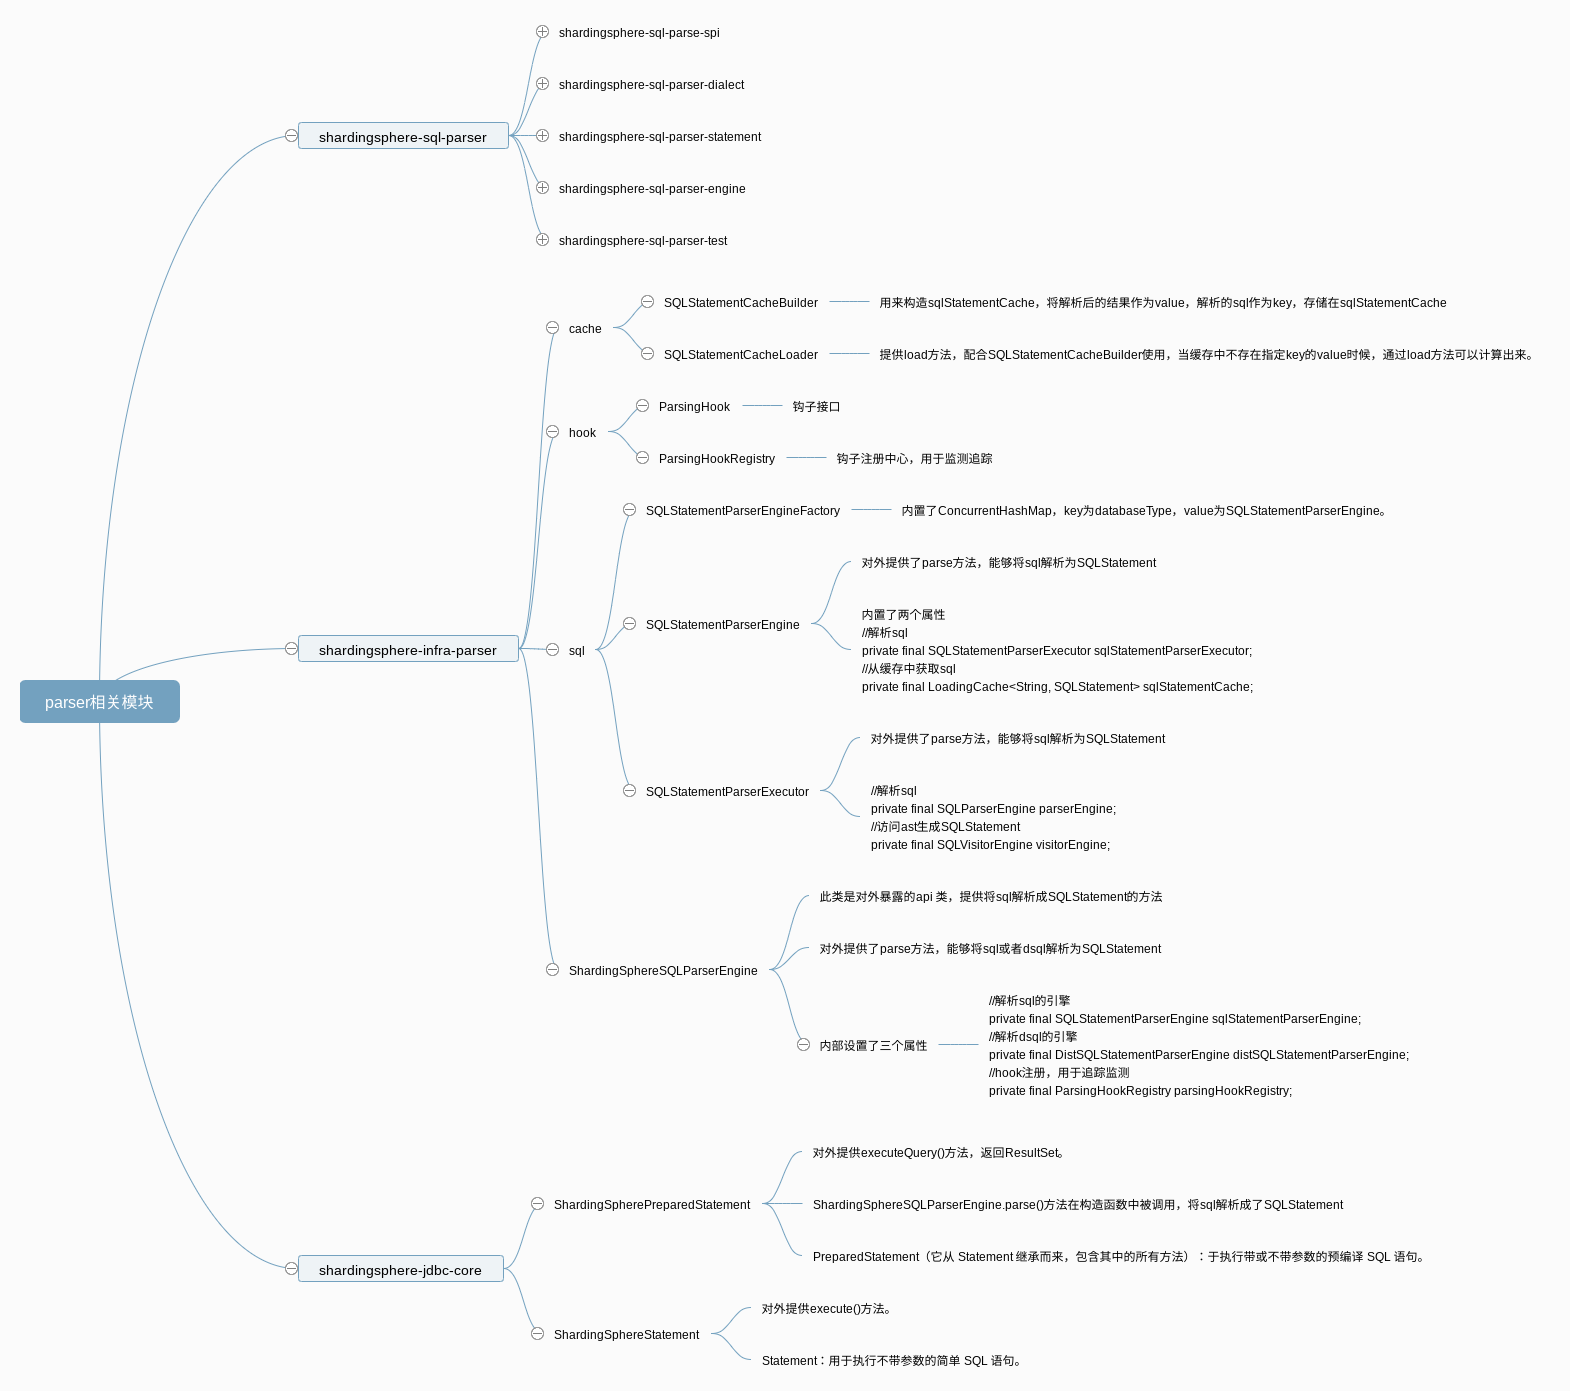 parser相关模块
shardingsphere-sql-parser
shardingsphere-sql-parse-spi
shardingsphere-sql-parser-dialect
shardingsphere-sql-parser-statement
shardingsphere-sql-parser-engine
shardingsphere-sql-parser-test
shardingsphere-infra-parser
cache
SQLStatementCacheBuilder
用来构造sqlStatementCache，将解析后的结果作为value，解析的sql作为key，存储在sqlStatementCache
SQLStatementCacheLoader
提供load方法，配合SQLStatementCacheBuilder使用，当缓存中不存在指定key的value时候，通过load方法可以计算出来。
hook
ParsingHook
钩子接口
ParsingHookRegistry
钩子注册中心，用于监测追踪
sql
SQLStatementParserEngineFactory
内置了ConcurrentHashMap，key为databaseType，value为SQLStatementParserEngine。
SQLStatementParserEngine
对外提供了parse方法，能够将sql解析为SQLStatement
内置了两个属性
//解析sql
private final SQLStatementParserExecutor sqlStatementParserExecutor;
//从缓存中获取sql
private final LoadingCache<String, SQLStatement> sqlStatementCache;
SQLStatementParserExecutor
对外提供了parse方法，能够将sql解析为SQLStatement
//解析sql
private final SQLParserEngine parserEngine;
//访问ast生成SQLStatement
private final SQLVisitorEngine visitorEngine;
ShardingSphereSQLParserEngine
此类是对外暴露的api 类，提供将sql解析成SQLStatement的方法
对外提供了parse方法，能够将sql或者dsql解析为SQLStatement
内部设置了三个属性
//解析sql的引擎
private final SQLStatementParserEngine sqlStatementParserEngine;
//解析dsql的引擎
private final DistSQLStatementParserEngine distSQLStatementParserEngine;
//hook注册，用于追踪监测
private final ParsingHookRegistry parsingHookRegistry;
shardingsphere-jdbc-core
ShardingSpherePreparedStatement
对外提供executeQuery()方法，返回ResultSet。
ShardingSphereSQLParserEngine.parse()方法在构造函数中被调用，将sql解析成了SQLStatement
PreparedStatement（它从 Statement 继承而来，包含其中的所有方法）：于执行带或不带参数的预编译 SQL 语句。
ShardingSphereStatement
对外提供execute()方法。
Statement：用于执行不带参数的简单 SQL 语句。